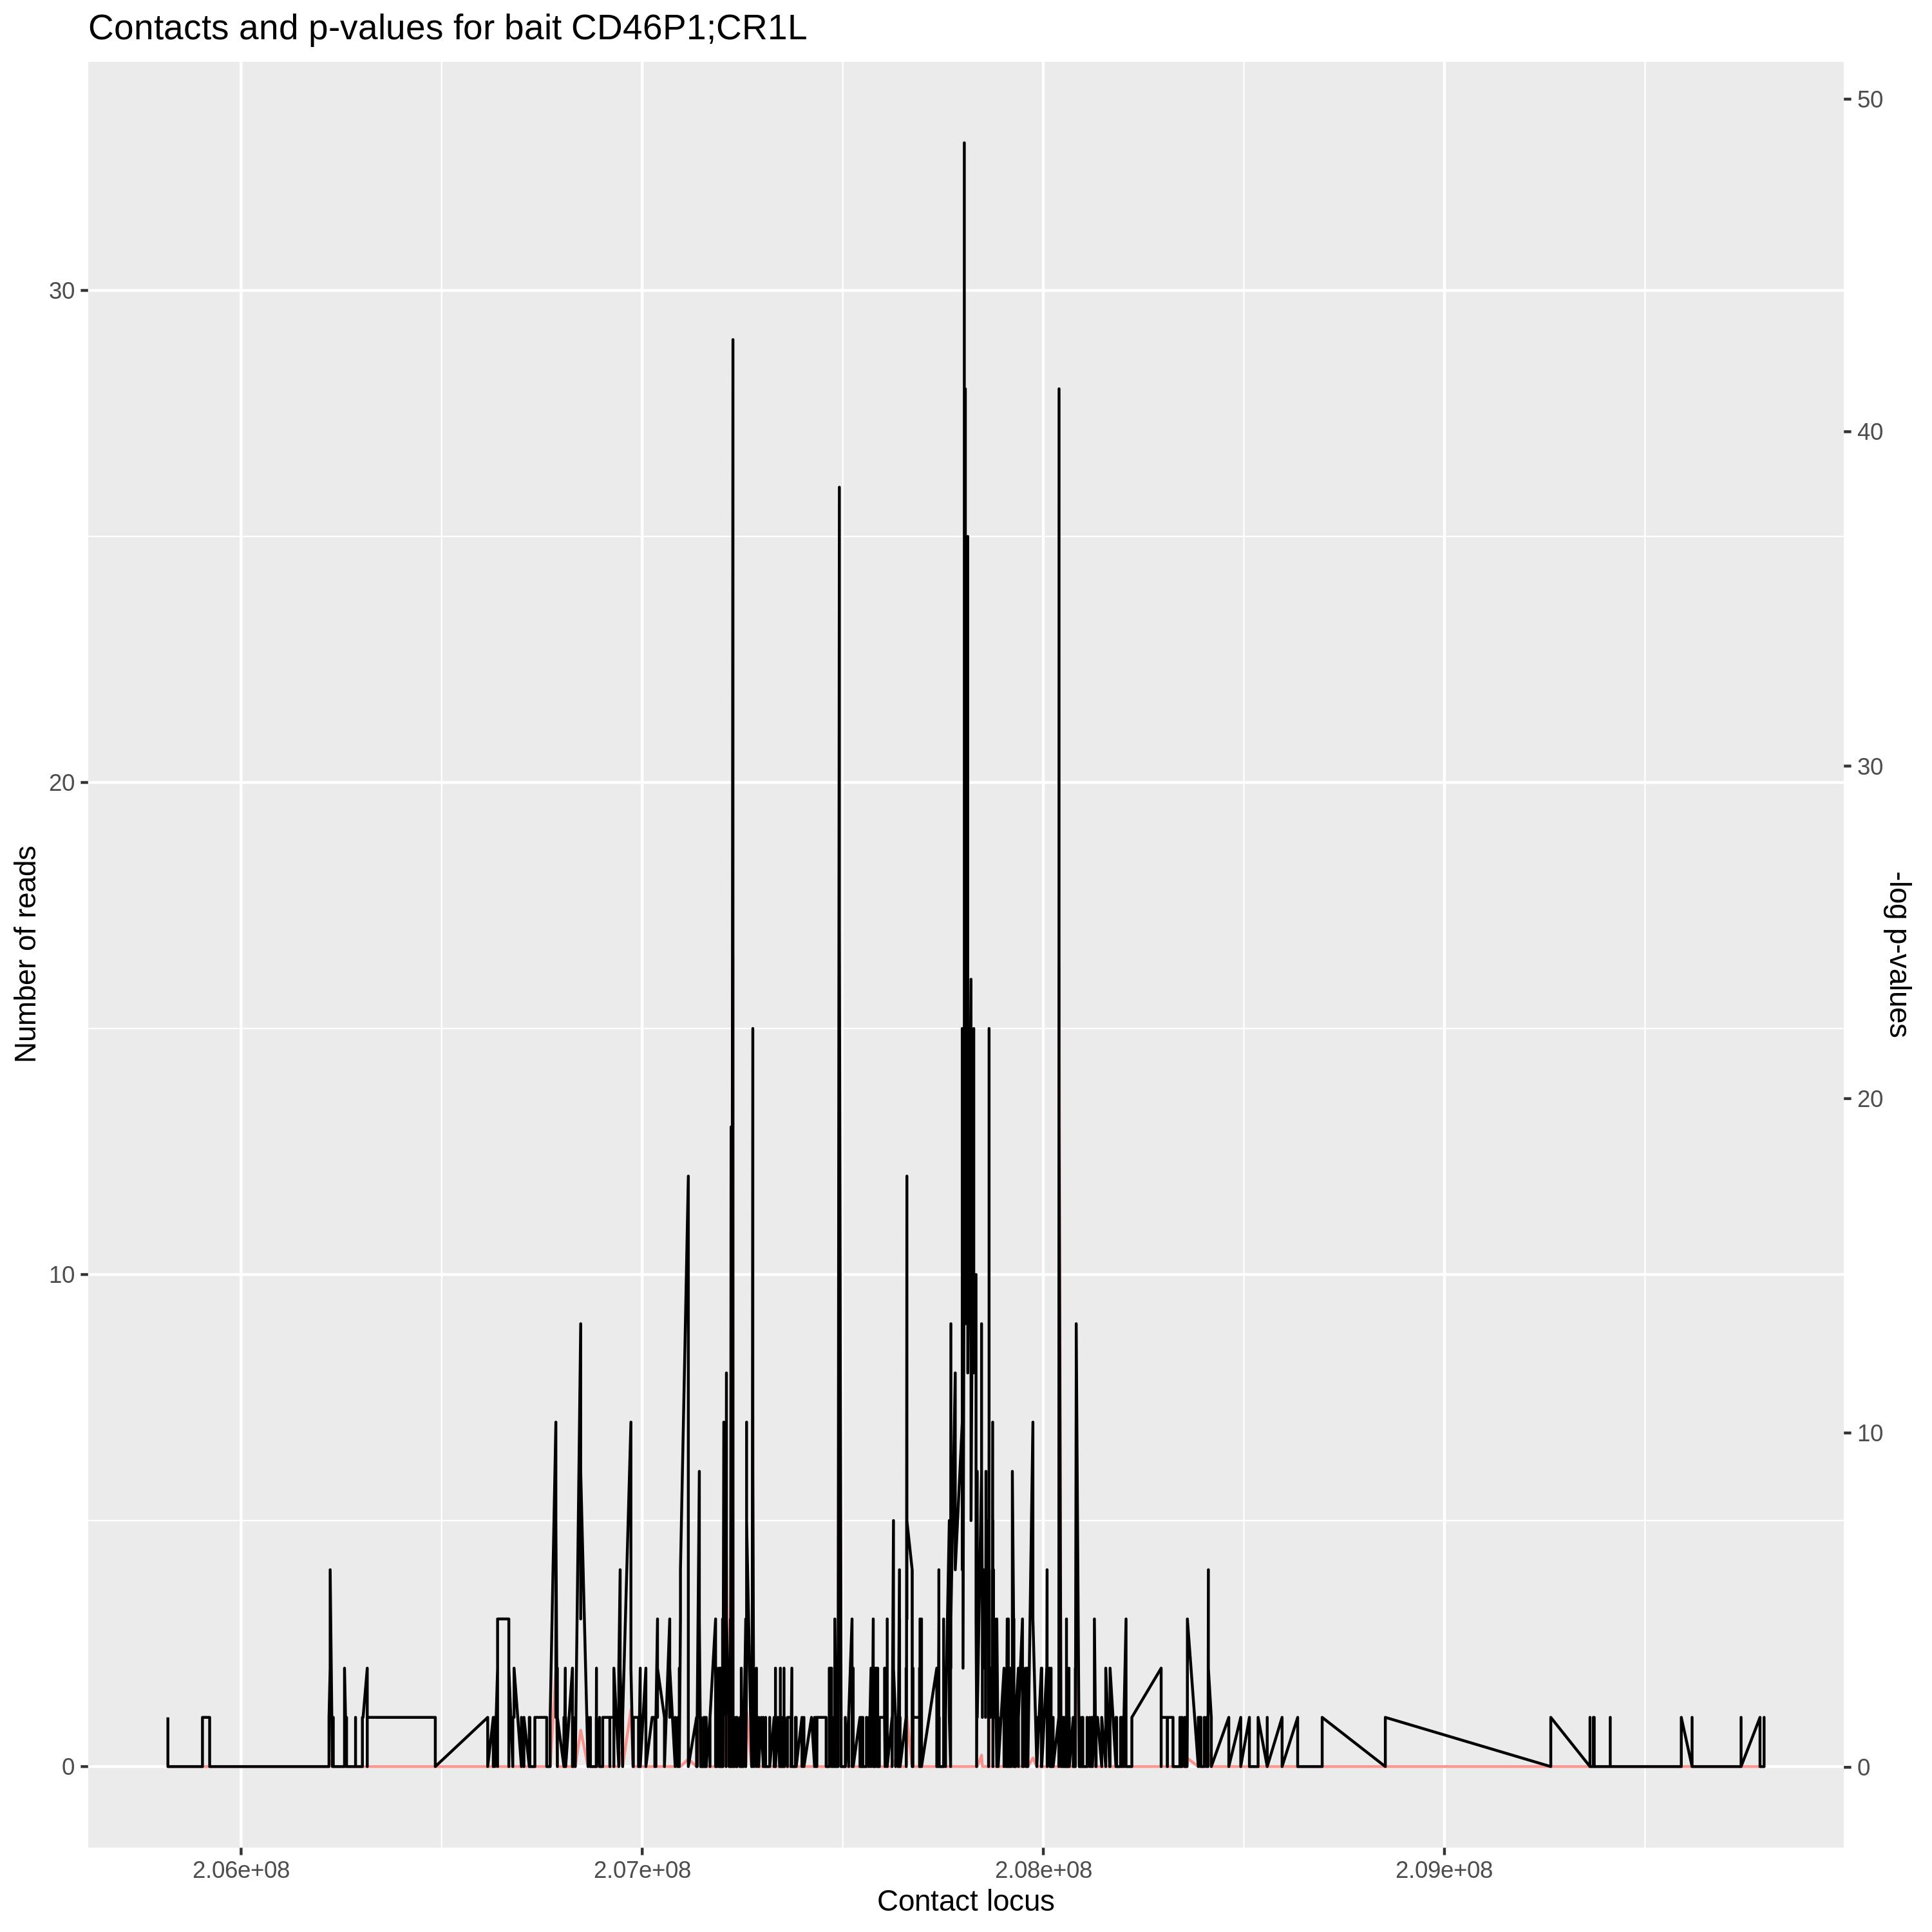 Contacts and p-values for bait CD46P1;CR1L
50
40
30
20
10
0
30
20
10
0
Number of reads
-log p-values
2.06e+08
2.07e+08
2.08e+08
2.09e+08
Contact locus